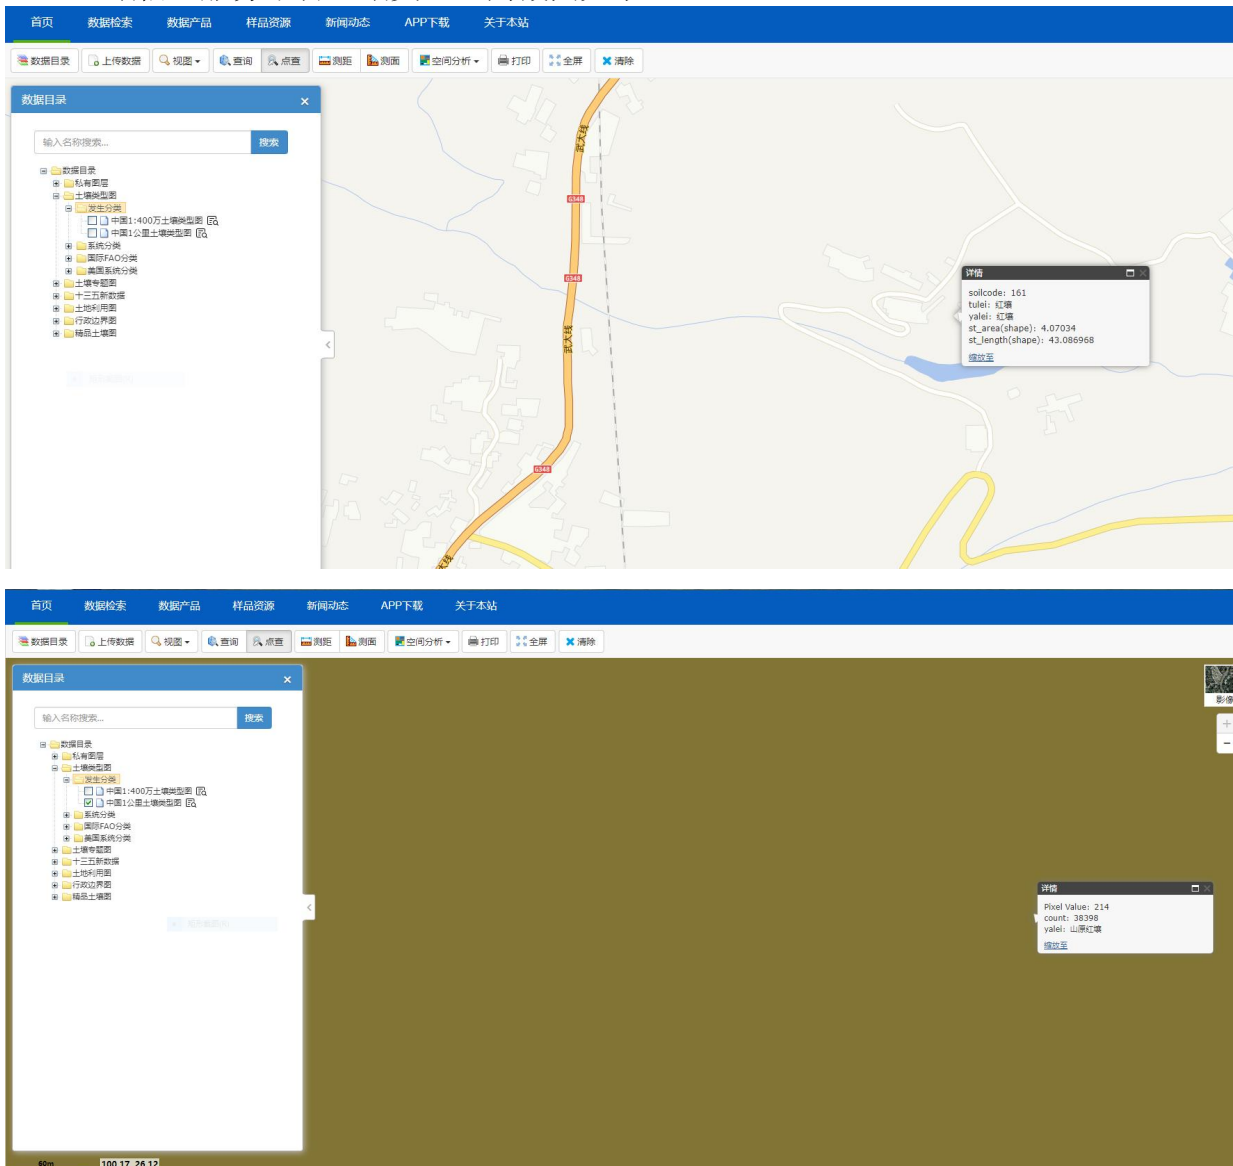 首页 数据检索 数据产品 样品资源 新闻动态 APP下载 关于本站
数据目录 上传数据 视图 查询 点查 测距 测面 空间分析 打印 全屏 清除
数据目录
输入名称搜索... 搜索
数据目录
私有图层
土壤类型图
发生分类
中国1:400万土壤类型图
中国1公里土壤类型图
系统分类
国际FAO分类
美国系统分类
土壤专题图
十三五新数据
土地利用图
行政边界图
精品土壤图
武大线
G348
G348
武大线
G348
大线
详情
soilcode: 161
tulei: 红壤
yalei: 红壤
st_area(shape): 4.07034
st_length(shape): 43.086968
缩放至
首页 数据检索 数据产品 样品资源 新闻动态 APP下载 关于本站
数据目录 上传数据 视图 查询 点查 测距 测面 空间分析 打印 全屏 清除
数据目录
输入名称搜索... 搜索
数据目录
私有图层
土壤类型图
发生分类
中国1:400万土壤类型图
中国1公里土壤类型图
系统分类
国际FAO分类
美国系统分类
土壤专题图
十三五新数据
土地利用图
行政边界图
精品土壤图
影像
详情
Pixel Value: 214
count: 38398
yalei: 山原红壤
缩放至
60m 100.17, 26.12